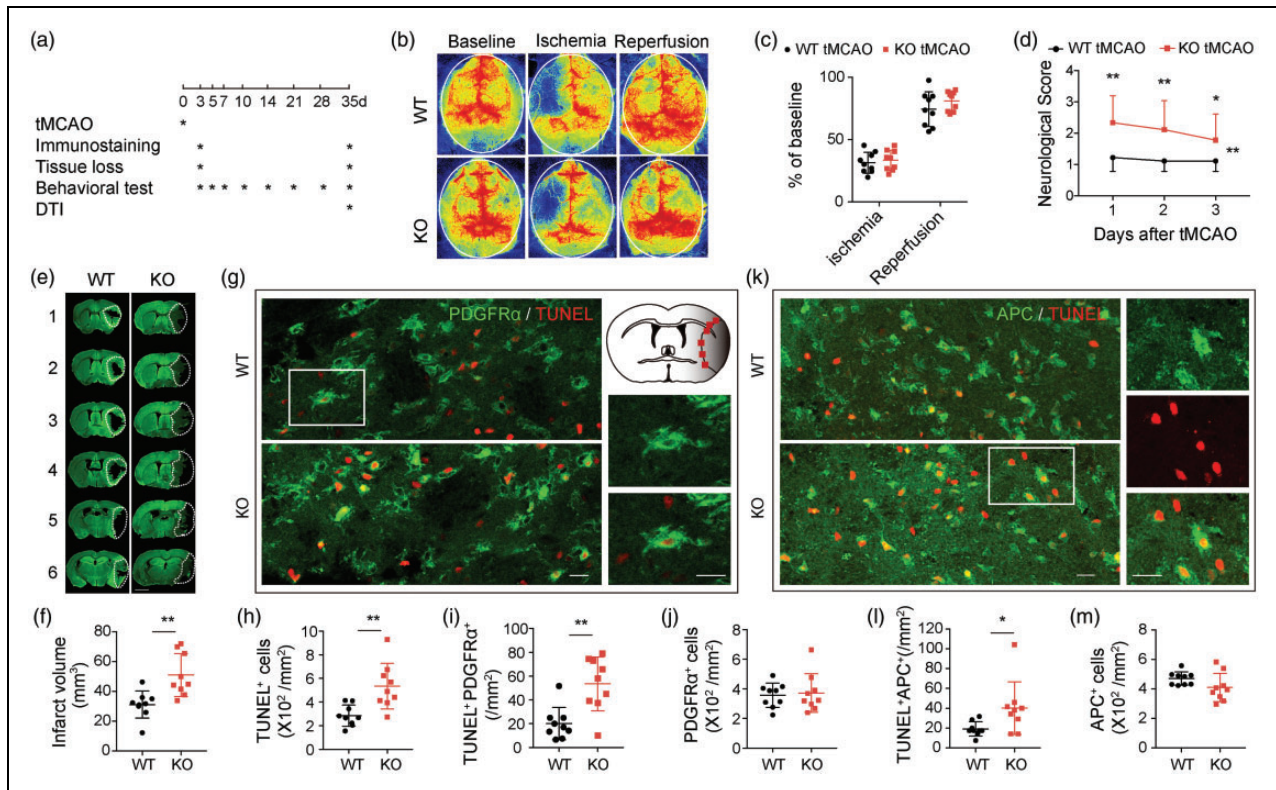 (a)
0 3 5 7 10 14 21 28 35d
tMCAO *
Immunostaining * *
Tissue loss * *
Behavioral test * * * * * * * *
DTI *
(b)
Baseline Ischemia Reperfusion
WT
KO
(c)
WT tMCAO KO tMCAO
% of baseline
100
50
0
ischemia
Reperfusion
(d)
WT tMCAO
KO tMCAO
Neurological Score
4
3
2
1
0
** ** *
**
1 2 3
Days after tMCAO
(e)
WT KO
1
2
3
4
5
6
(g)
PDGFRα / TUNEL
WT
KO
(k)
APC / TUNEL
WT
KO
(f)
Infarct volume
(mm³)
80
60
40
20
0
**
WT KO
(h)
TUNEL⁺ cells
(X10² /mm²)
10
8
6
4
2
0
**
WT KO
(i)
TUNEL⁺ PDGFRα⁺
(/mm²)
100
80
60
40
20
0
**
WT KO
(j)
PDGFRα⁺ cells
(X10² /mm²)
8
6
4
2
0
WT KO
(l)
TUNEL⁺APC⁺(/mm²)
120
100
80
60
40
20
0
*
WT KO
(m)
APC⁺ cells
(X10² /mm²)
8
6
4
2
0
WT KO